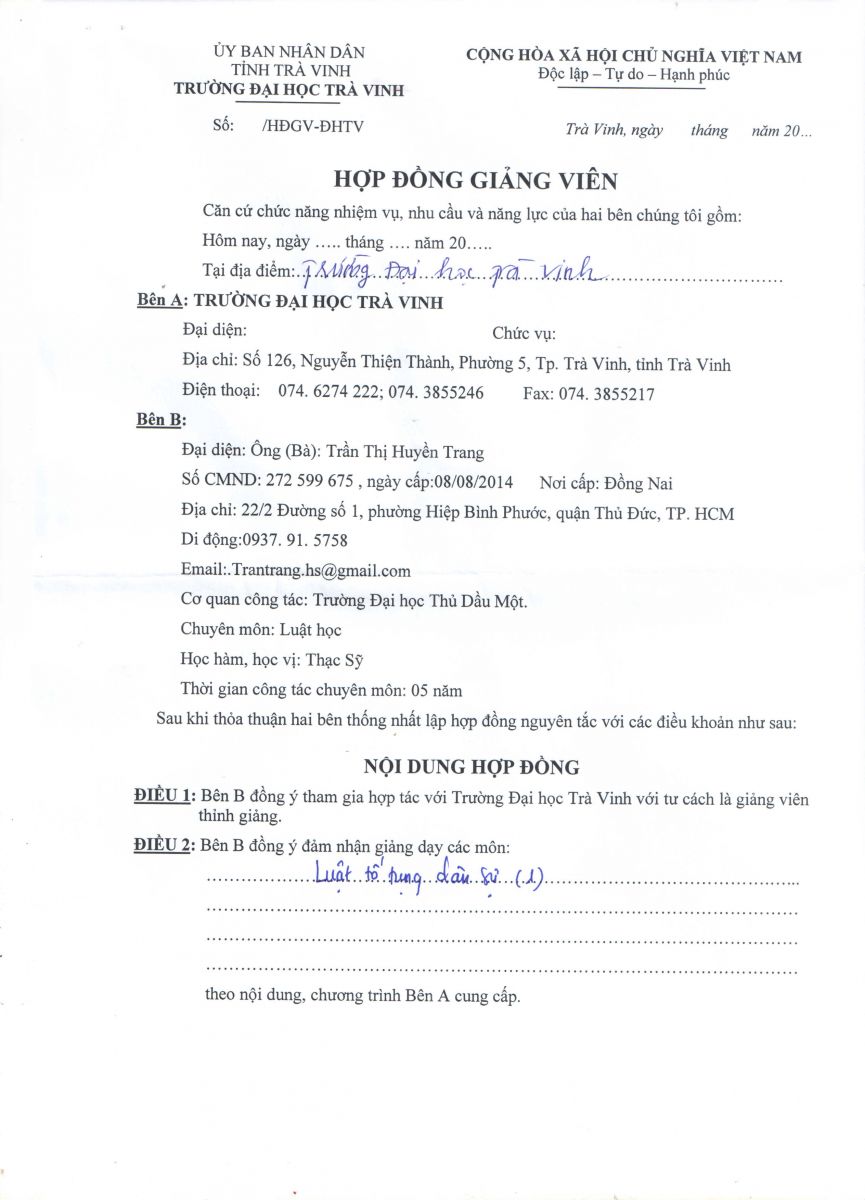 ỦY BAN NHÂN DÂN
TỈNH TRÀ VINH
TRƯỜNG ĐẠI HỌC TRÀ VINH
CỘNG HÒA XÃ HỘI CHỦ NGHĨA VIỆT NAM
Độc lập – Tự do – Hạnh phúc
Số: /HĐGV-ĐHTV
Trà Vinh, ngày tháng năm 20...
HỢP ĐỒNG GIẢNG VIÊN
Căn cứ chức năng nhiệm vụ, nhu cầu và năng lực của hai bên chúng tôi gồm:
Hôm nay, ngày ..... tháng .... năm 20.....
Tại địa điểm: Trường Đại học Trà Vinh
Bên A: TRƯỜNG ĐẠI HỌC TRÀ VINH
Đại diện: Chức vụ:
Địa chỉ: Số 126, Nguyễn Thiện Thành, Phường 5, Tp. Trà Vinh, tỉnh Trà Vinh
Điện thoại: 074. 6274 222; 074. 3855246 Fax: 074. 3855217
Bên B:
Đại diện: Ông (Bà): Trần Thị Huyền Trang
Số CMND: 272 599 675 , ngày cấp:08/08/2014 Nơi cấp: Đồng Nai
Địa chỉ: 22/2 Đường số 1, phường Hiệp Bình Phước, quận Thủ Đức, TP. HCM
Di động:0937. 91. 5758
Email:.Trantrang.hs@gmail.com
Cơ quan công tác: Trường Đại học Thủ Dầu Một.
Chuyên môn: Luật học
Học hàm, học vị: Thạc Sỹ
Thời gian công tác chuyên môn: 05 năm
Sau khi thỏa thuận hai bên thống nhất lập hợp đồng nguyên tắc với các điều khoản như sau:
NỘI DUNG HỢP ĐỒNG
ĐIỀU 1: Bên B đồng ý tham gia hợp tác với Trường Đại học Trà Vinh với tư cách là giảng viên
thỉnh giảng.
ĐIỀU 2: Bên B đồng ý đảm nhận giảng dạy các môn:
Luật tố tụng dân sự (1)
theo nội dung, chương trình Bên A cung cấp.